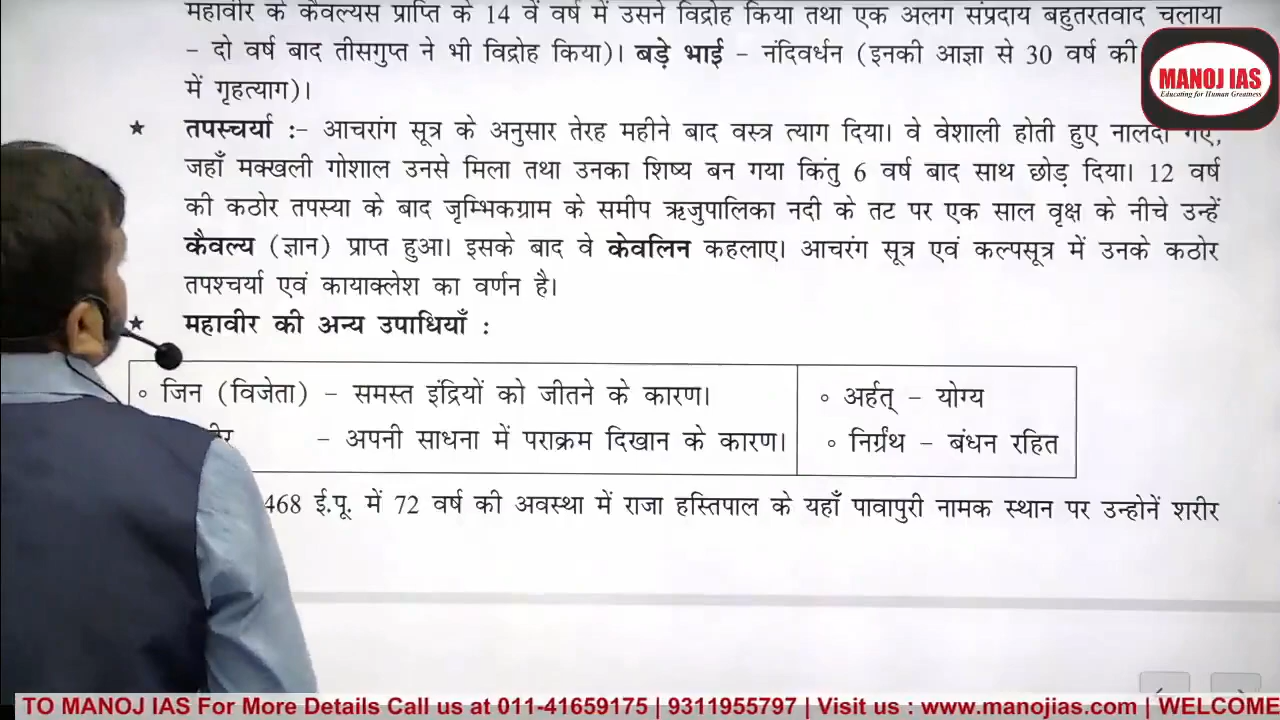 महावीर के कैवल्यस प्राप्ति के 14 वें वर्ष में उसने विद्रोह किया तथा एक अलग संप्रदाय बहुतरतवाद चलाया
– दो वर्ष बाद तीसगुप्त ने भी विद्रोह किया)। बड़े भाई – नंदिवर्धन (इनकी आज्ञा से 30 वर्ष की
में गृहत्याग)।
MANOJ IAS
Educating for Human Greatness
★ तपस्चर्या :– आचरांग सूत्र के अनुसार तेरह महीने बाद वस्त्र त्याग दिया। वे वेशाली होती हुए नालंदा गए,
जहाँ मक्खली गोशाल उनसे मिला तथा उनका शिष्य बन गया किंतु 6 वर्ष बाद साथ छोड़ दिया। 12 वर्ष
की कठोर तपस्या के बाद जृम्भिकग्राम के समीप ऋजुपालिका नदी के तट पर एक साल वृक्ष के नीचे उन्हें
कैवल्य (ज्ञान) प्राप्त हुआ। इसके बाद वे केवलिन कहलाए। आचरंग सूत्र एवं कल्पसूत्र में उनके कठोर
तपश्चर्या एवं कायाक्लेश का वर्णन है।
★ महावीर की अन्य उपाधियाँ :
∘ जिन (विजेता) – समस्त इंद्रियों को जीतने के कारण।
– अपनी साधना में पराक्रम दिखान के कारण।
∘ अर्हत् – योग्य
∘ निर्ग्रंथ – बंधन रहित
468 ई.पू. में 72 वर्ष की अवस्था में राजा हस्तिपाल के यहाँ पावापुरी नामक स्थान पर उन्होनें शरीर
TO MANOJ IAS For More Details Call us at 011-41659175 | 9311955797 | Visit us : www.manojias.com | WELCOME